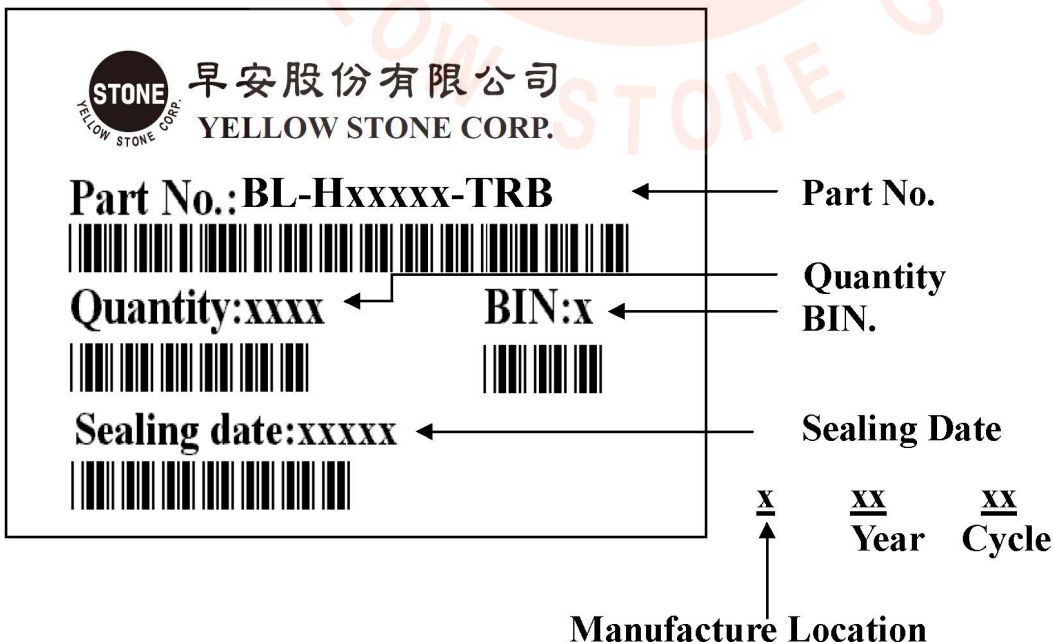 YELLOW STONE
STONE
YELLOW STONE CORP.
早安股份有限公司
YELLOW STONE CORP.
Part No.:BL-Hxxxxx-TRB
Part No.
Quantity:xxxx
BIN:x
Quantity
BIN.
Sealing date:xxxxx
Sealing Date
x xx xx
Year Cycle
Manufacture Location